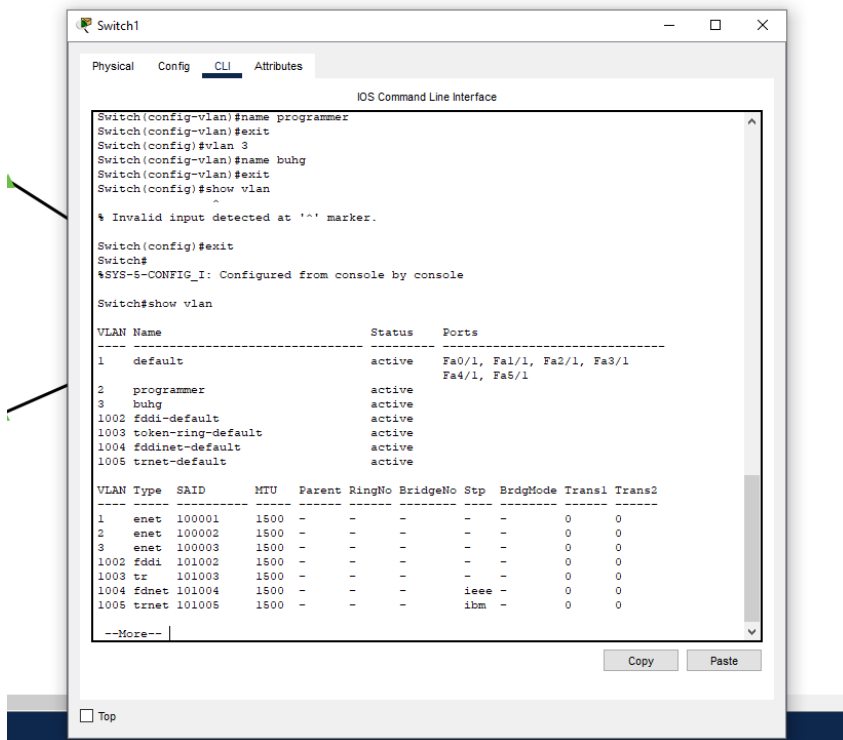 Switch1
Physical Config CLI Attributes
IOS Command Line Interface
Switch(config-vlan)#name programmer
Switch(config-vlan)#exit
Switch(config)#vlan 3
Switch(config-vlan)#name buhg
Switch(config-vlan)#exit
Switch(config)#show vlan
^
% Invalid input detected at '^' marker.
Switch(config)#exit
Switch#
%SYS-5-CONFIG_I: Configured from console by console
Switch#show vlan
VLAN Name Status Ports
---- -------------------------------- --------- -------------------------------
1 default active Fa0/1, Fa1/1, Fa2/1, Fa3/1
Fa4/1, Fa5/1
2 programmer active
3 buhg active
1002 fddi-default active
1003 token-ring-default active
1004 fddinet-default active
1005 trnet-default active
VLAN Type SAID MTU Parent RingNo BridgeNo Stp BrdgMode Trans1 Trans2
---- ----- ---------- ----- ------ ------ -------- ---- -------- ------ ------
1 enet 100001 1500 - - - - - 0 0
2 enet 100002 1500 - - - - - 0 0
3 enet 100003 1500 - - - - - 0 0
1002 fddi 101002 1500 - - - - - 0 0
1003 tr 101003 1500 - - - - - 0 0
1004 fdnet 101004 1500 - - - ieee - 0 0
1005 trnet 101005 1500 - - - ibm - 0 0
--More--
Copy Paste
Top